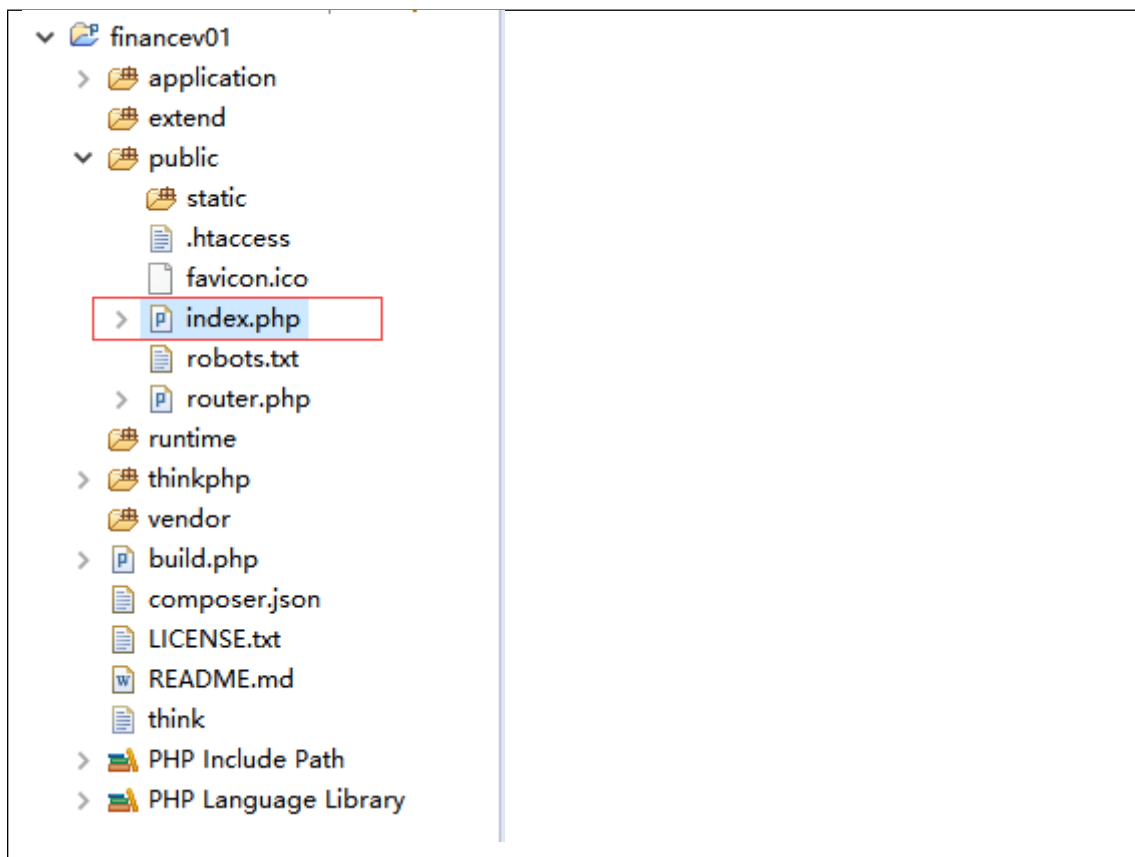 financev01
application
extend
public
static
.htaccess
favicon.ico
index.php
robots.txt
router.php
runtime
thinkphp
vendor
build.php
composer.json
LICENSE.txt
README.md
think
PHP Include Path
PHP Language Library